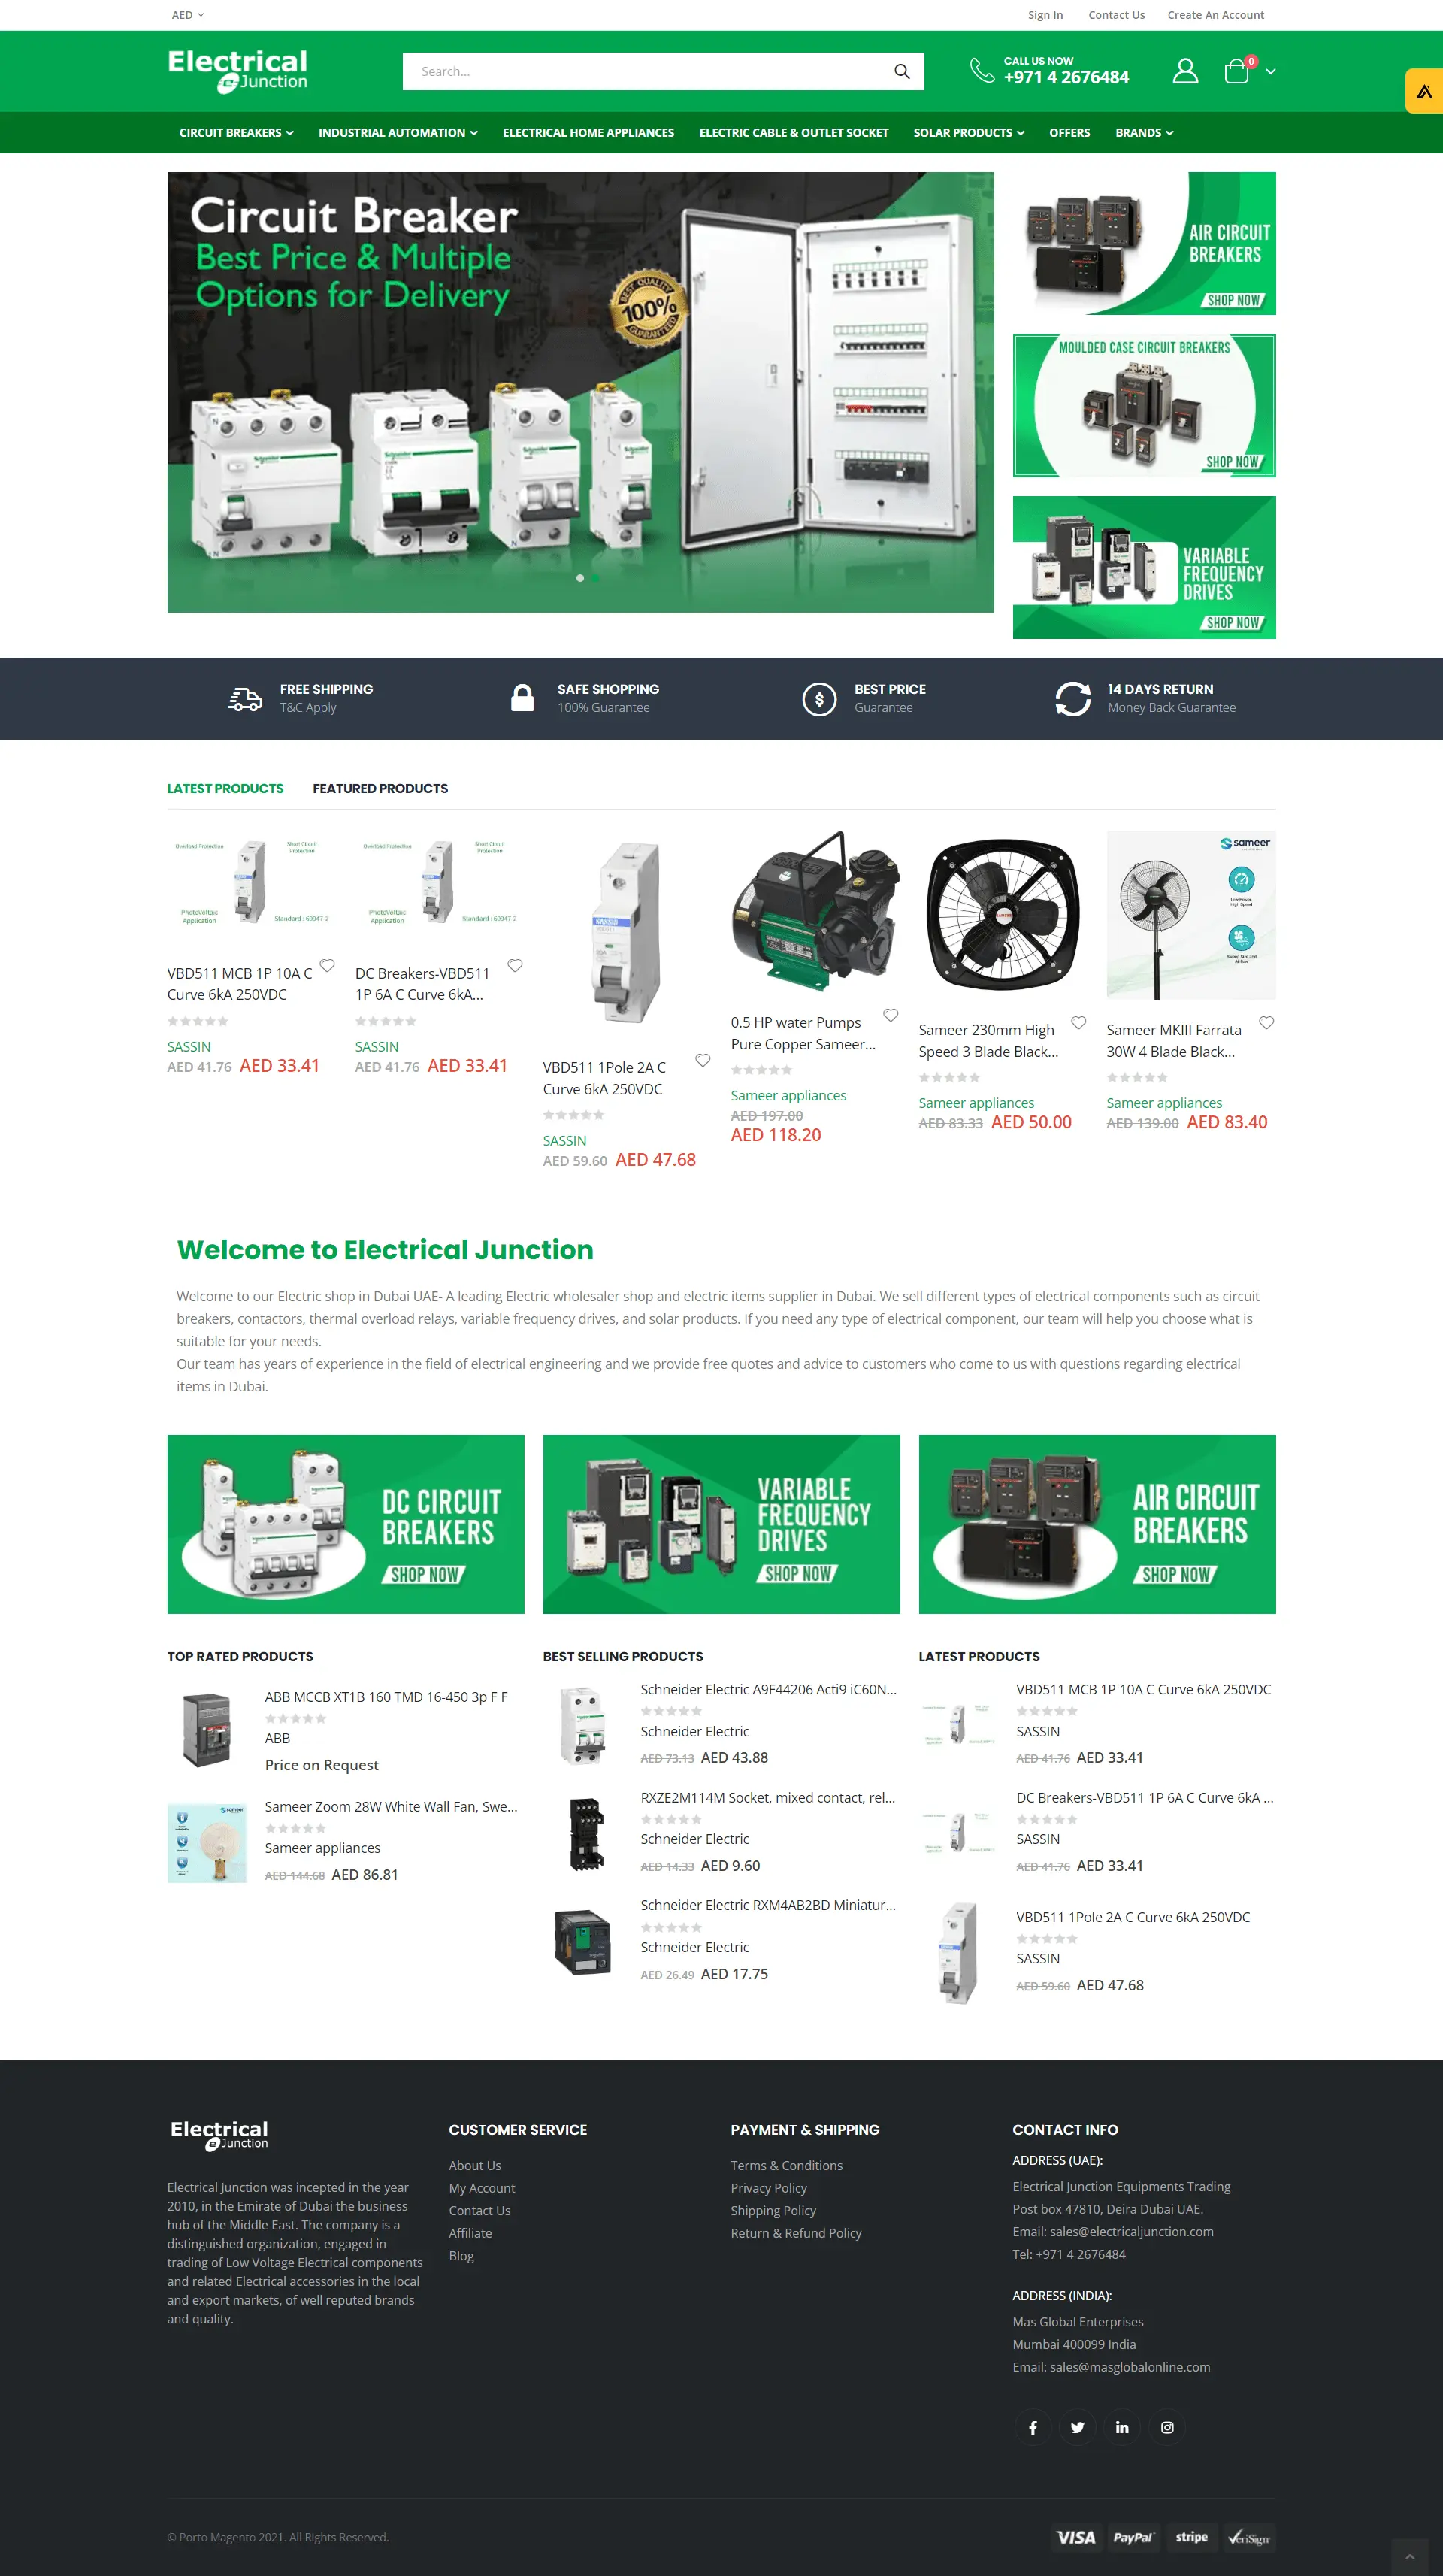 AED
Sign In
Contact Us
Create An Account
Electrical
e Junction
Search...
CALL US NOW
+971 4 2676484
0
CIRCUIT BREAKERS
INDUSTRIAL AUTOMATION
ELECTRICAL HOME APPLIANCES
ELECTRIC CABLE & OUTLET SOCKET
SOLAR PRODUCTS
OFFERS
BRANDS
Circuit Breaker
Best Price & Multiple
Options for Delivery
BEST QUALITY
100%
GUARANTEED
AIR CIRCUIT
BREAKERS
SHOP NOW
MOULDED CASE CIRCUIT BREAKERS
SHOP NOW
VARIABLE
FREQUENCY
DRIVES
SHOP NOW
FREE SHIPPING
T&C Apply
SAFE SHOPPING
100% Guarantee
BEST PRICE
Guarantee
14 DAYS RETURN
Money Back Guarantee
LATEST PRODUCTS
FEATURED PRODUCTS
Overload Protection
Short Circuit
Protective
PhotoVoltaic
Application
Standard : 60947-2
VBD511 MCB 1P 10A C
Curve 6kA 250VDC
SASSIN
AED 41.76 AED 33.41
Overload Protection
Short Circuit
Protective
PhotoVoltaic
Application
Standard : 60947-2
DC Breakers-VBD511
1P 6A C Curve 6kA...
SASSIN
AED 41.76 AED 33.41
VBD511 1Pole 2A C
Curve 6kA 250VDC
SASSIN
AED 59.60 AED 47.68
0.5 HP water Pumps
Pure Copper Sameer...
Sameer appliances
AED 197.00
AED 118.20
Sameer 230mm High
Speed 3 Blade Black...
Sameer appliances
AED 83.33 AED 50.00
sameer
Low Power,
High Speed
Sameer MKIII Farrata
30W 4 Blade Black...
Sameer appliances
AED 139.00 AED 83.40
Welcome to Electrical Junction
Welcome to our Electric shop in Dubai UAE- A leading Electric wholesaler shop and electric items supplier in Dubai. We sell different types of electrical components such as circuit
breakers, contactors, thermal overload relays, variable frequency drives, and solar products. If you need any type of electrical component, our team will help you choose what is
suitable for your needs.
Our team has years of experience in the field of electrical engineering and we provide free quotes and advice to customers who come to us with questions regarding electrical
items in Dubai.
DC CIRCUIT
BREAKERS
SHOP NOW
VARIABLE
FREQUENCY
DRIVES
SHOP NOW
AIR CIRCUIT
BREAKERS
SHOP NOW
TOP RATED PRODUCTS
ABB MCCB XT1B 160 TMD 16-450 3p F F
ABB
Price on Request
sameer
Sameer Zoom 28W White Wall Fan, Swe...
Sameer appliances
AED 144.68 AED 86.81
BEST SELLING PRODUCTS
Schneider Electric A9F44206 Acti9 iC60N...
Schneider Electric
AED 73.13 AED 43.88
RXZE2M114M Socket, mixed contact, rel...
Schneider Electric
AED 14.33 AED 9.60
Schneider Electric RXM4AB2BD Miniatur...
Schneider Electric
AED 26.49 AED 17.75
LATEST PRODUCTS
VBD511 MCB 1P 10A C Curve 6kA 250VDC
SASSIN
AED 41.76 AED 33.41
DC Breakers-VBD511 1P 6A C Curve 6kA ...
SASSIN
AED 41.76 AED 33.41
VBD511 1Pole 2A C Curve 6kA 250VDC
SASSIN
AED 59.60 AED 47.68
Electrical
e Junction
Electrical Junction was incepted in the year
2010, in the Emirate of Dubai the business
hub of the Middle East. The company is a
distinguished organization, engaged in
trading of Low Voltage Electrical components
and related Electrical accessories in the local
and export markets, of well reputed brands
and quality.
CUSTOMER SERVICE
About Us
My Account
Contact Us
Affiliate
Blog
PAYMENT & SHIPPING
Terms & Conditions
Privacy Policy
Shipping Policy
Return & Refund Policy
CONTACT INFO
ADDRESS (UAE):
Electrical Junction Equipments Trading
Post box 47810, Deira Dubai UAE.
Email: sales@electricaljunction.com
Tel: +971 4 2676484
ADDRESS (INDIA):
Mas Global Enterprises
Mumbai 400099 India
Email: sales@masglobalonline.com
© Porto Magento 2021. All Rights Reserved.
VISA
PayPal
stripe
VeriSign